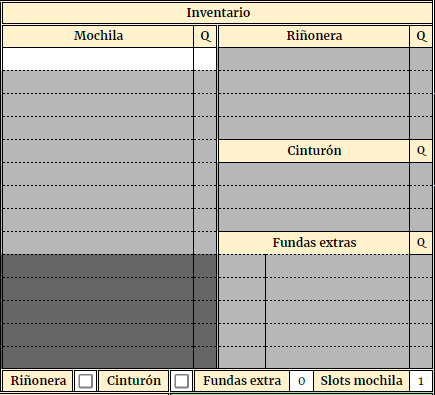 Inventario
Mochila Q Riñonera Q
Cinturón Q
Fundas extras Q
Riñonera Cinturón Fundas extra 0 Slots mochila 1